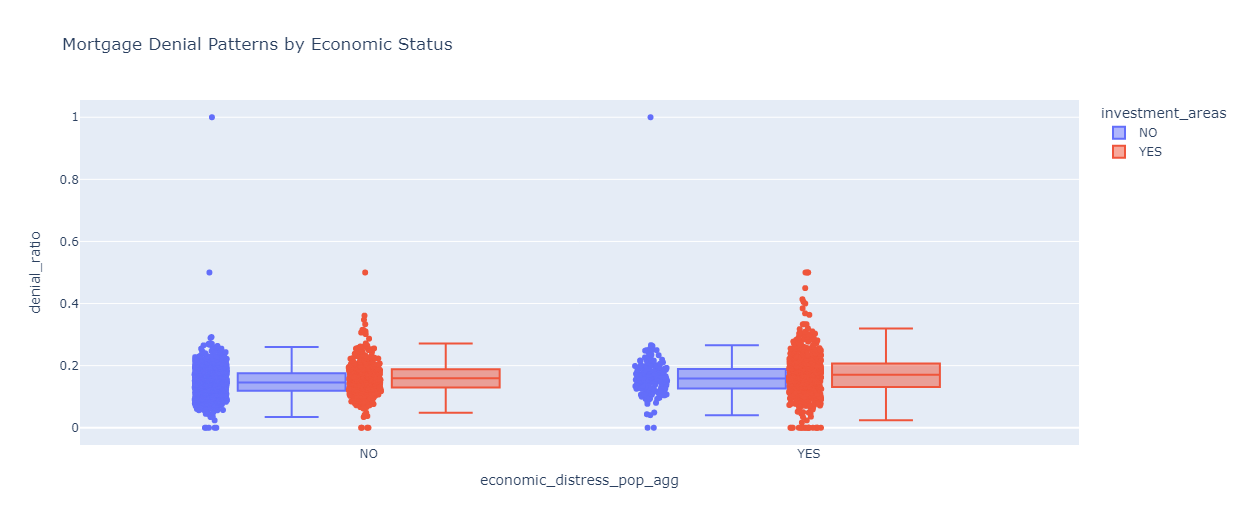 Mortgage Denial Patterns by Economic Status
investment_areas
NO
YES
denial_ratio
1
0.8
0.6
0.4
0.2
0
NO
YES
economic_distress_pop_agg